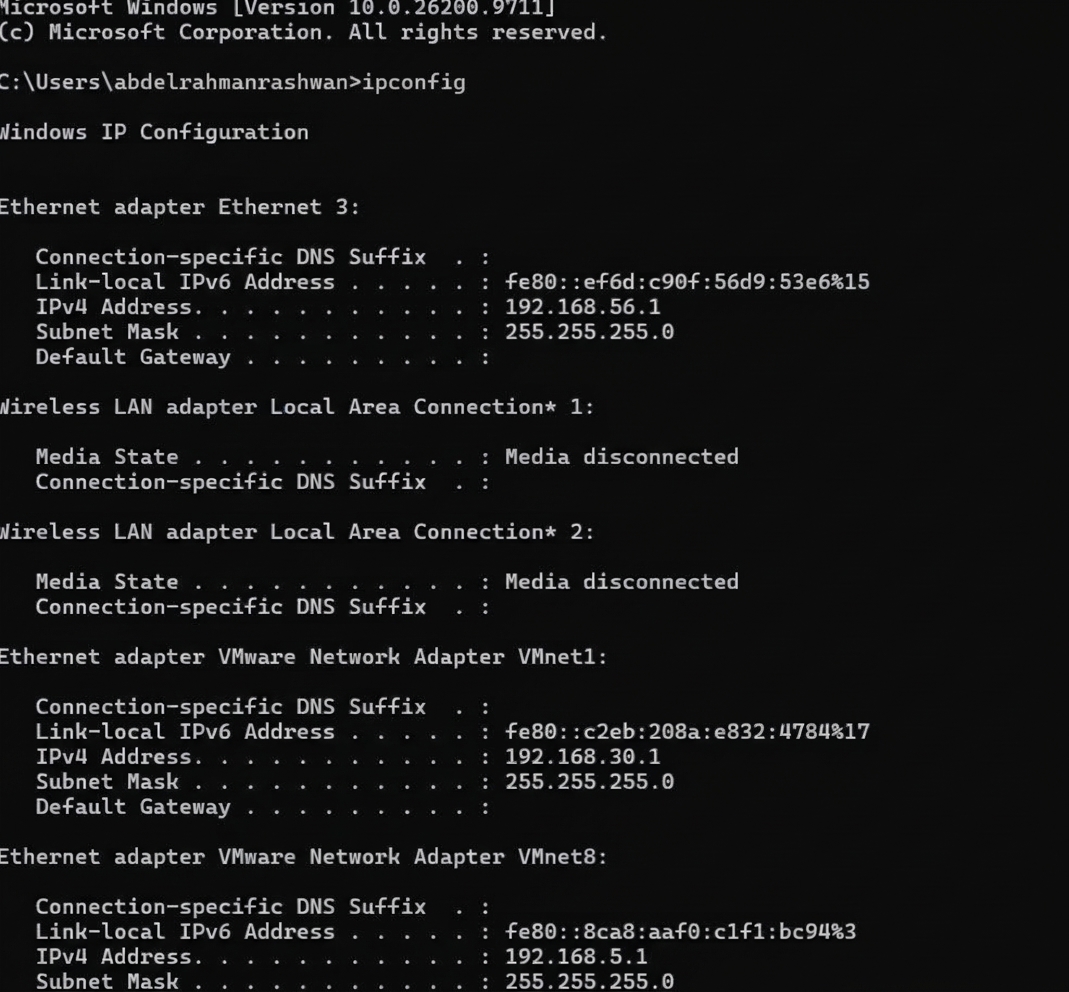 Microsoft Windows [Version 10.0.26200.9711]
(c) Microsoft Corporation. All rights reserved.
C:\Users\abdelrahmanrashwan>ipconfig
Windows IP Configuration
Ethernet adapter Ethernet 3:
Connection-specific DNS Suffix  . :
Link-local IPv6 Address . . . . . : fe80::ef6d:c90f:56d9:53e6%15
IPv4 Address. . . . . . . . . . . : 192.168.56.1
Subnet Mask . . . . . . . . . . . : 255.255.255.0
Default Gateway . . . . . . . . . :
Wireless LAN adapter Local Area Connection* 1:
Media State . . . . . . . . . . . : Media disconnected
Connection-specific DNS Suffix  . :
Wireless LAN adapter Local Area Connection* 2:
Media State . . . . . . . . . . . : Media disconnected
Connection-specific DNS Suffix  . :
Ethernet adapter VMware Network Adapter VMnet1:
Connection-specific DNS Suffix  . :
Link-local IPv6 Address . . . . . : fe80::c2eb:208a:e832:4784%17
IPv4 Address. . . . . . . . . . . : 192.168.30.1
Subnet Mask . . . . . . . . . . . : 255.255.255.0
Default Gateway . . . . . . . . . :
Ethernet adapter VMware Network Adapter VMnet8:
Connection-specific DNS Suffix  . :
Link-local IPv6 Address . . . . . : fe80::8ca8:aaf0:c1f1:bc94%3
IPv4 Address. . . . . . . . . . . : 192.168.5.1
Subnet Mask . . . . . . . . . . . : 255.255.255.0